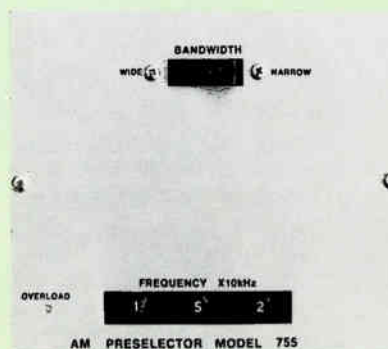 BANDWIDTH
WIDE NARROW
FREQUENCY X10kHz
OVERLOAD
1 5 2
AM PRESELECTOR MODEL 755